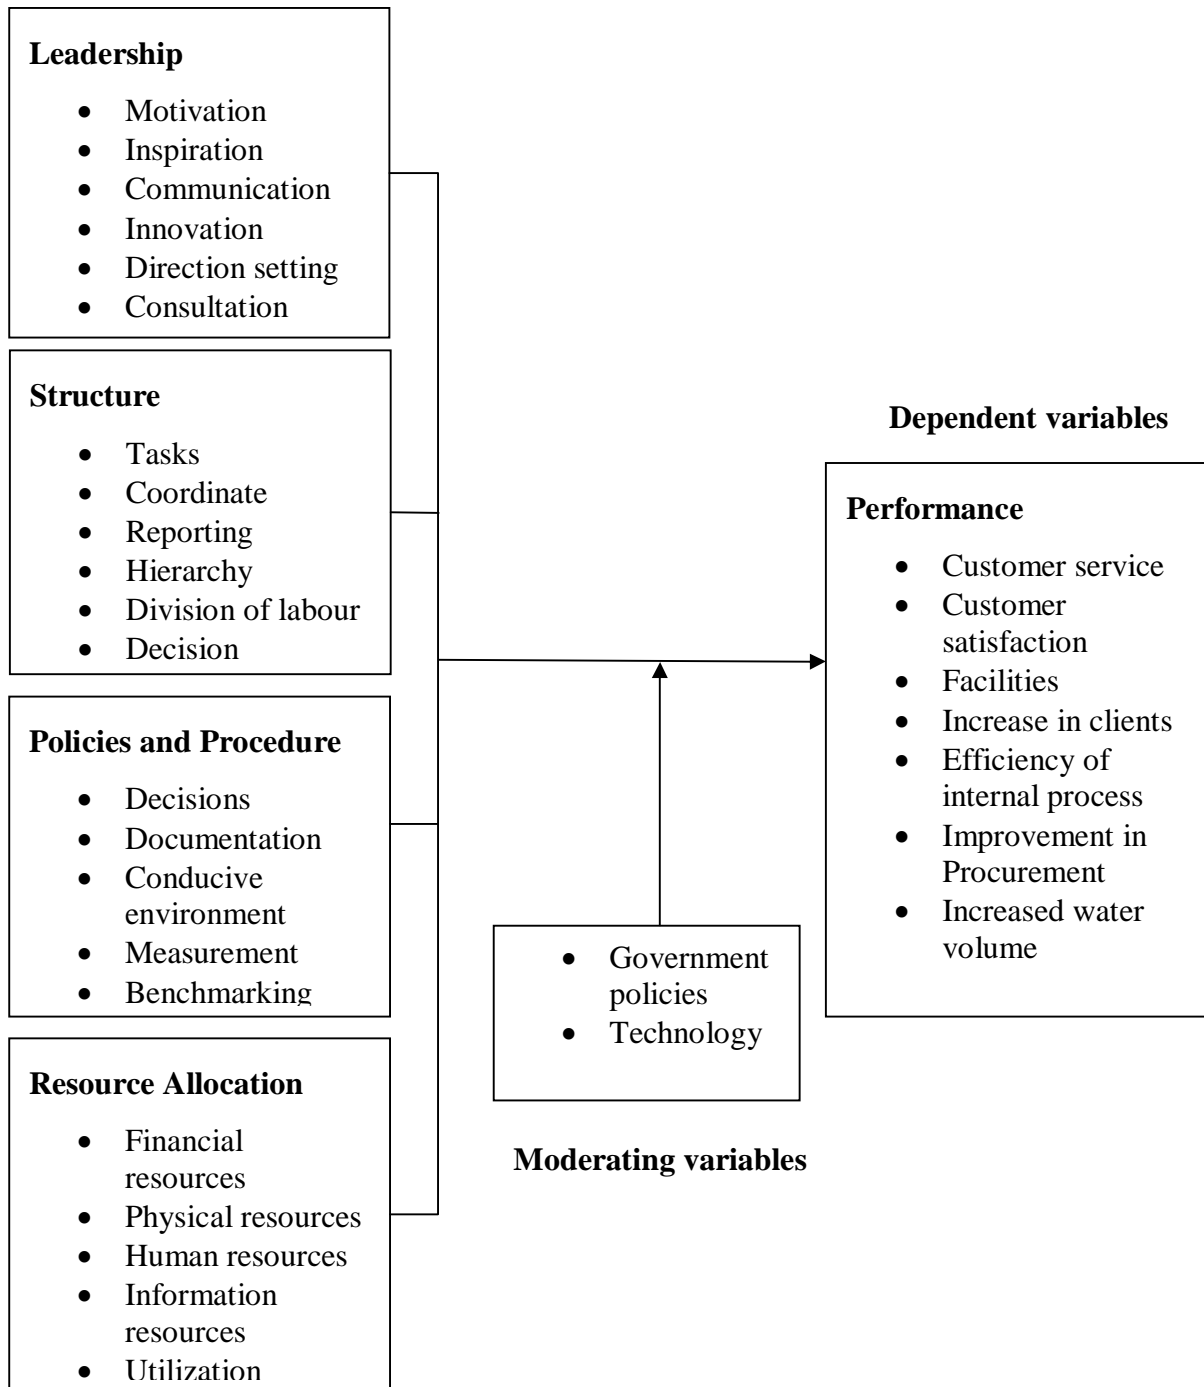 Leadership
• Motivation
• Inspiration
• Communication
• Innovation
• Direction setting
• Consultation
Structure
• Tasks
• Coordinate
• Reporting
• Hierarchy
• Division of labour
• Decision
Policies and Procedure
• Decisions
• Documentation
• Conducive
environment
• Measurement
• Benchmarking
Resource Allocation
• Financial
resources
• Physical resources
• Human resources
• Information
resources
• Utilization
• Government
policies
• Technology
Moderating variables
Dependent variables
Performance
• Customer service
• Customer
satisfaction
• Facilities
• Increase in clients
• Efficiency of
internal process
• Improvement in
Procurement
• Increased water
volume